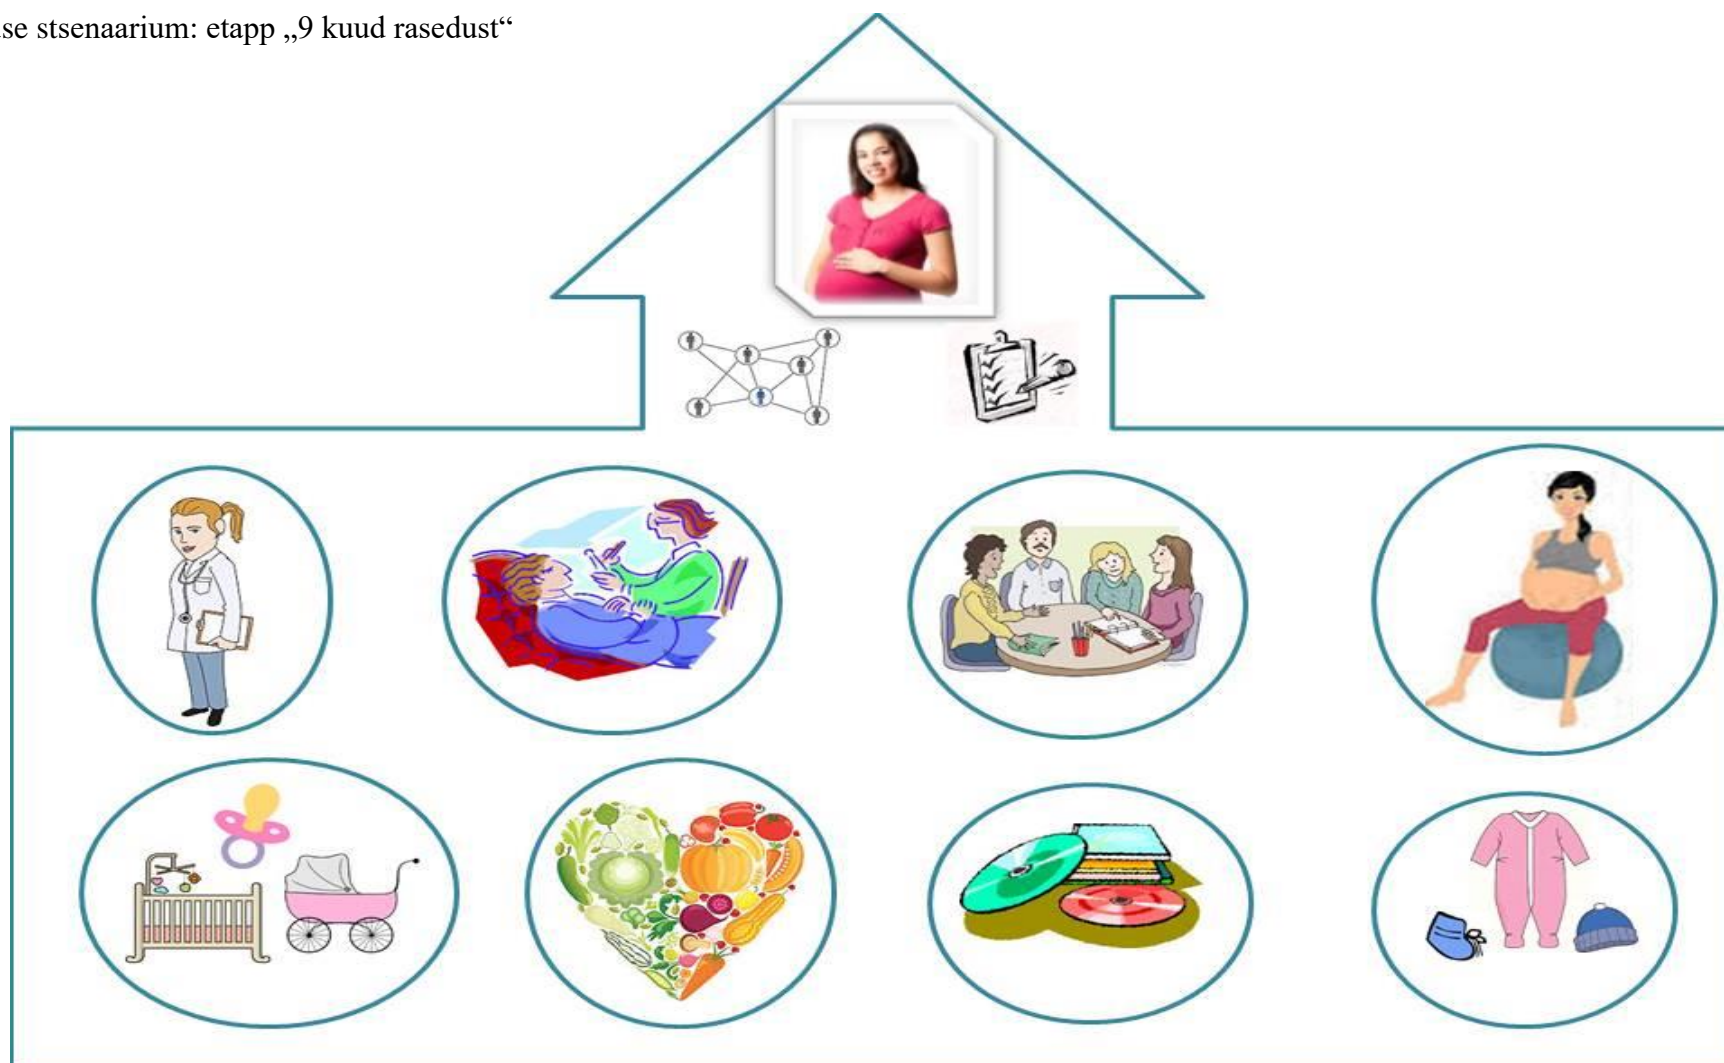 se stsenaarium: etapp „9 kuud rasedust“